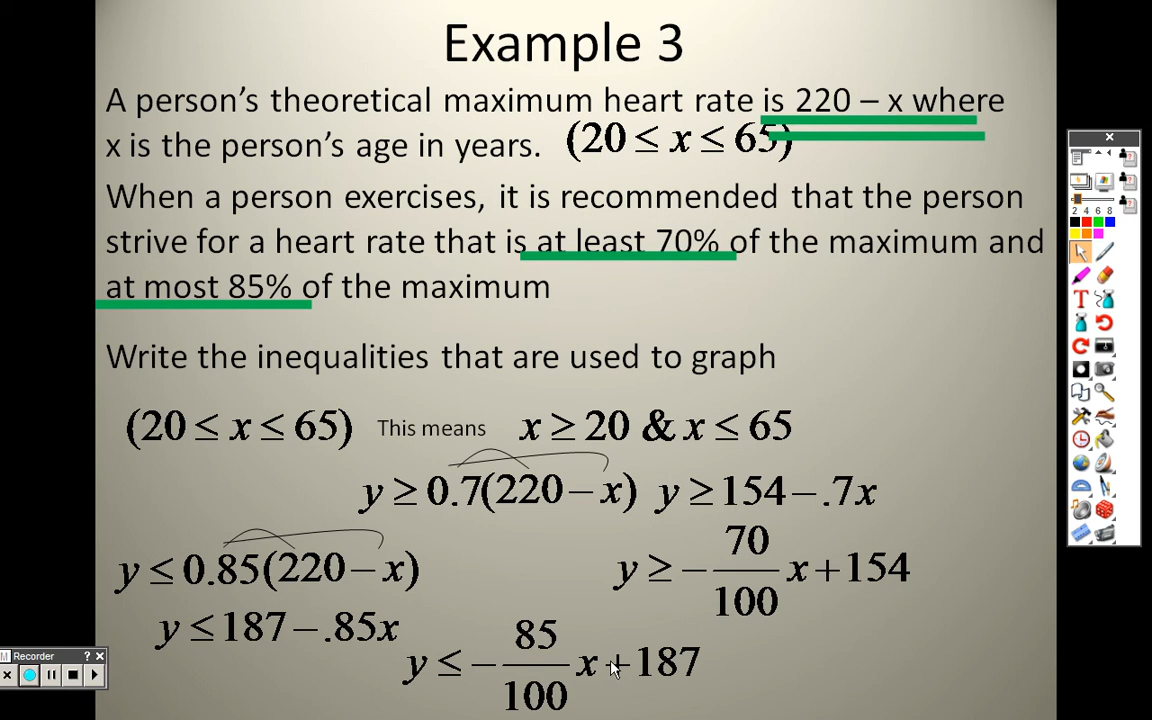 Example 3
A person's theoretical maximum heart rate is 220 – x where
x is the person's age in years. (20 ≤ x ≤ 65)
When a person exercises, it is recommended that the person
strive for a heart rate that is at least 70% of the maximum and
at most 85% of the maximum
Write the inequalities that are used to graph
(20 ≤ x ≤ 65) This means x ≥ 20 & x ≤ 65
y ≥ 0.7(220 − x) y ≥ 154 − .7x
y ≤ 0.85(220 − x) y ≥ − 70/100 x + 154
y ≤ 187 − .85x
y ≤ − 85/100 x + 187
2 4 6 8
T
M Recorder ? ×